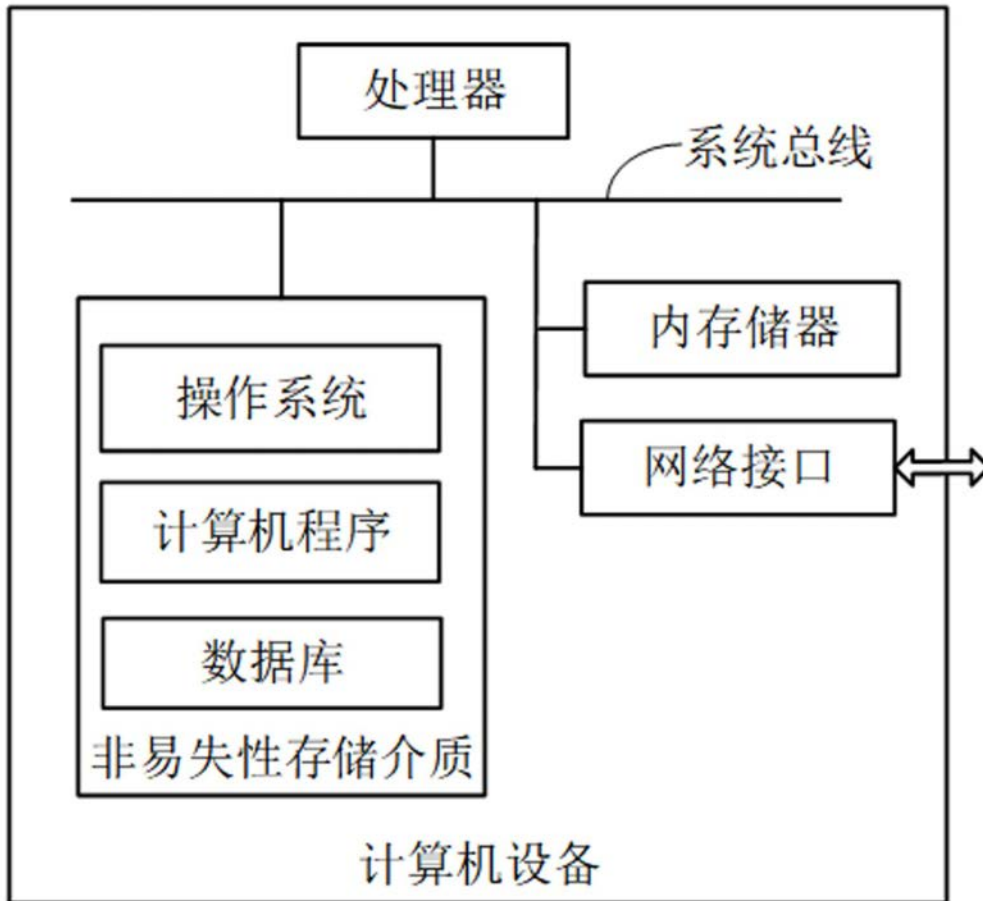 处理器
系统总线
内存储器
操作系统
网络接口
计算机程序
数据库
非易失性存储介质
计算机设备